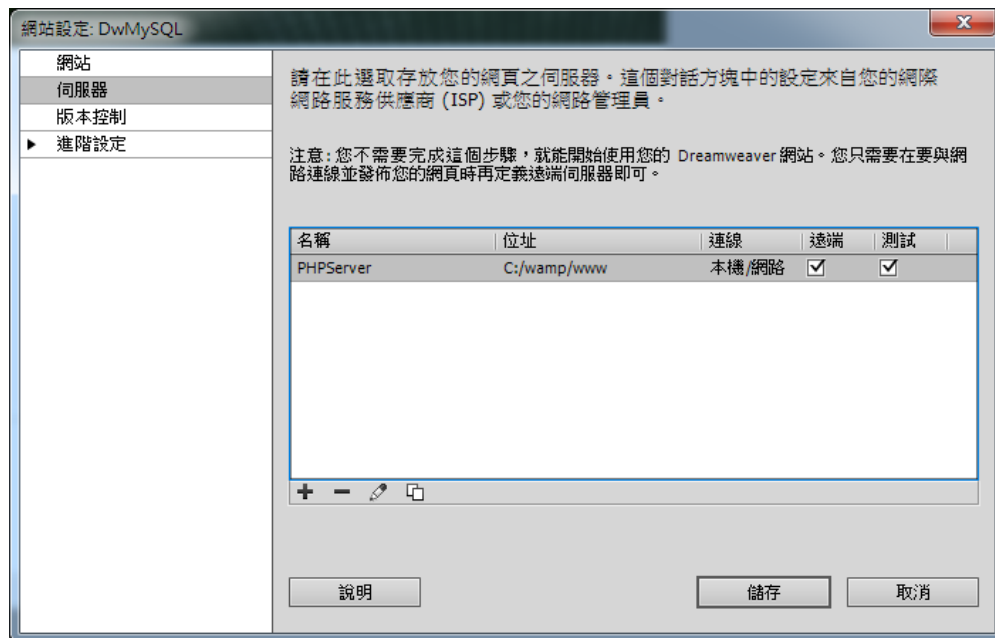 網站設定: DwMySQL
網站
伺服器
版本控制
進階設定
請在此選取存放您的網頁之伺服器。這個對話方塊中的設定來自您的網際
網路服務供應商 (ISP) 或您的網路管理員。
注意:您不需要完成這個步驟，就能開始使用您的 Dreamweaver 網站。您只需要在要與網
路連線並發佈您的網頁時再定義遠端伺服器即可。
名稱 位址 連線 遠端 測試
PHPServer C:/wamp/www 本機/網路
說明 儲存 取消